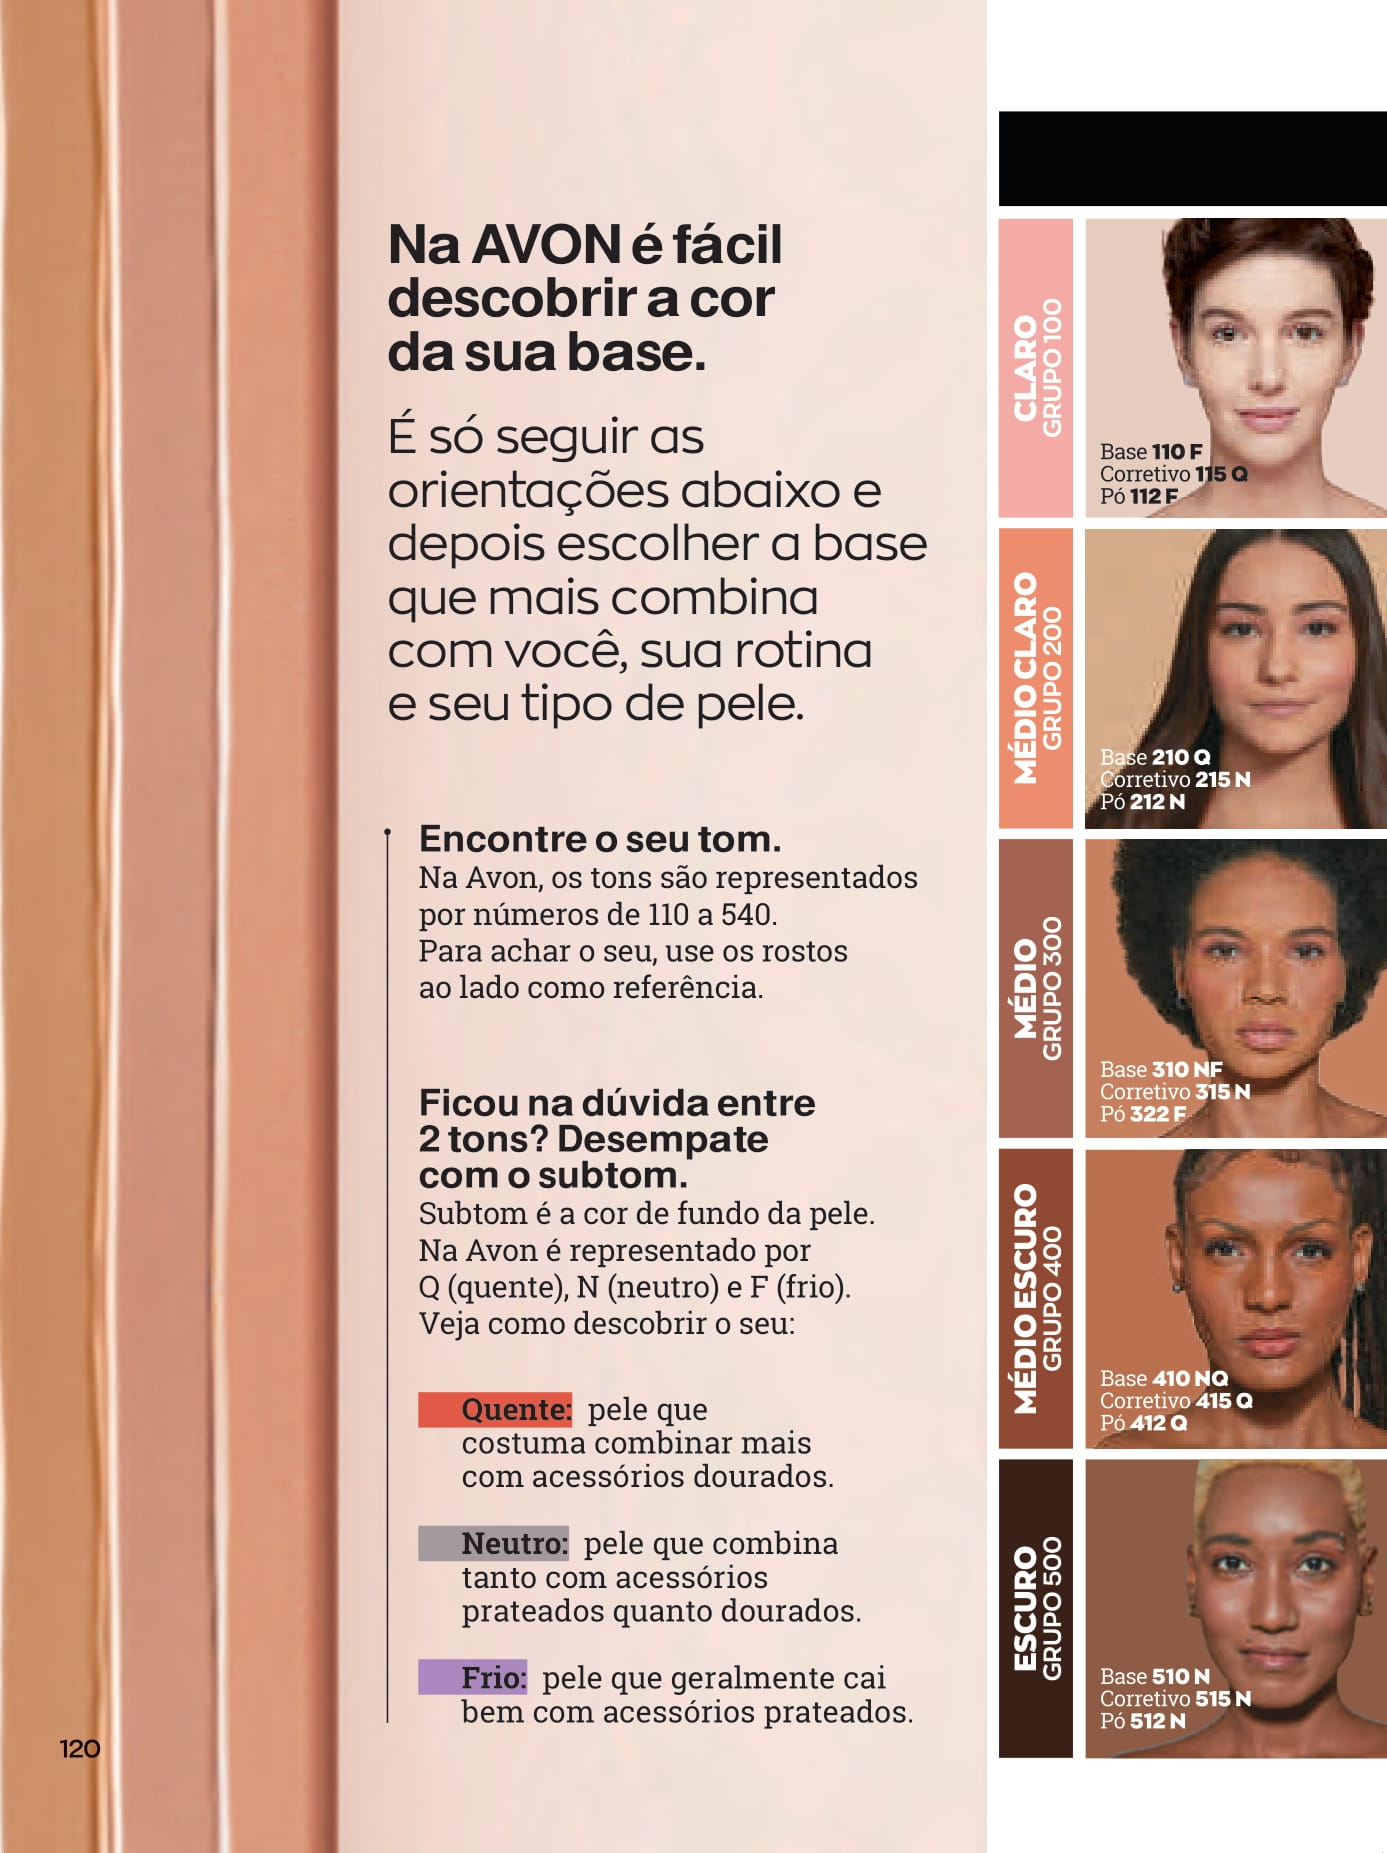 Na AVON é fácil
descobrir a cor
da sua base.
É só seguir as
orientações abaixo e
depois escolher a base
que mais combina
com você, sua rotina
e seu tipo de pele.
Encontre o seu tom.
Na Avon, os tons são representados
por números de 110 a 540.
Para achar o seu, use os rostos
ao lado como referência.
Ficou na dúvida entre
2 tons? Desempate
com o subtom.
Subtom é a cor de fundo da pele.
Na Avon é representado por
Q (quente), N (neutro) e F (frio).
Veja como descobrir o seu:
Quente: pele que
costuma combinar mais
com acessórios dourados.
Neutro: pele que combina
tanto com acessórios
prateados quanto dourados.
Frio: pele que geralmente cai
bem com acessórios prateados.
120
CLARO
GRUPO 100
Base 110 F
Corretivo 115 Q
Pó 112 F
MÉDIO CLARO
GRUPO 200
Base 210 Q
Corretivo 215 N
Pó 212 N
MÉDIO
GRUPO 300
Base 310 NF
Corretivo 315 N
Pó 322 F
MÉDIO ESCURO
GRUPO 400
Base 410 NQ
Corretivo 415 Q
Pó 412 Q
ESCURO
GRUPO 500
Base 510 N
Corretivo 515 N
Pó 512 N